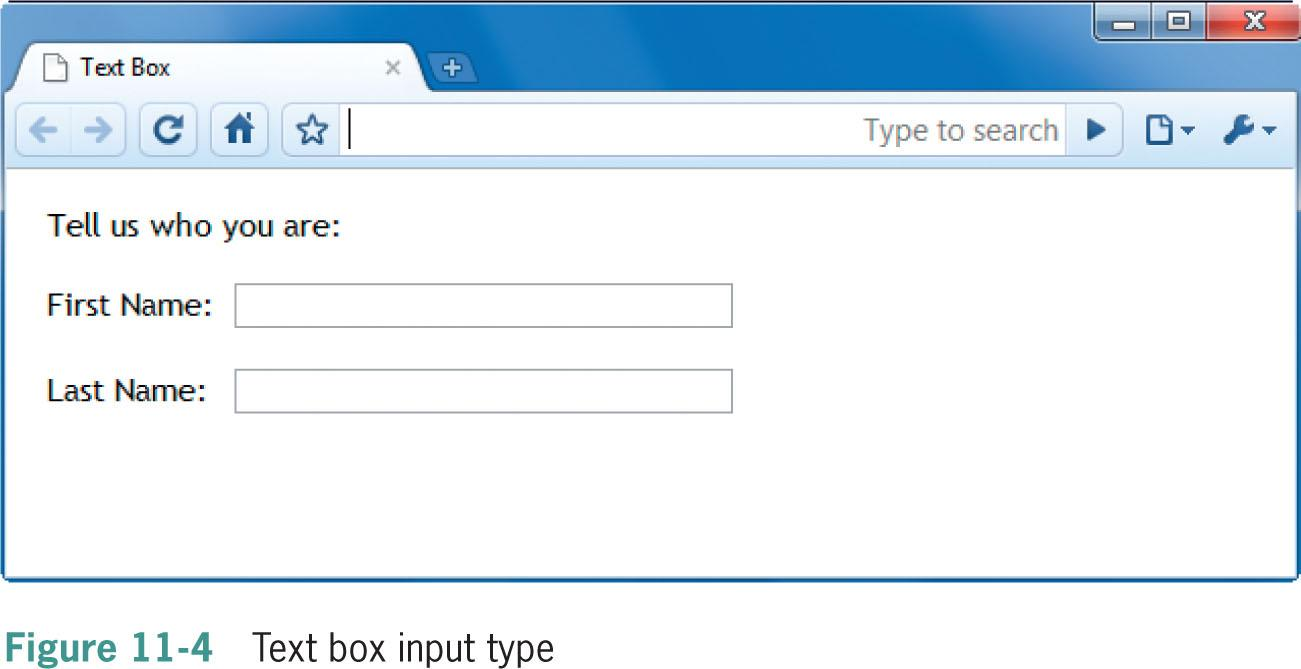 Text Box
Type to search
Tell us who you are:
First Name:
Last Name:
Figure 11-4 Text box input type